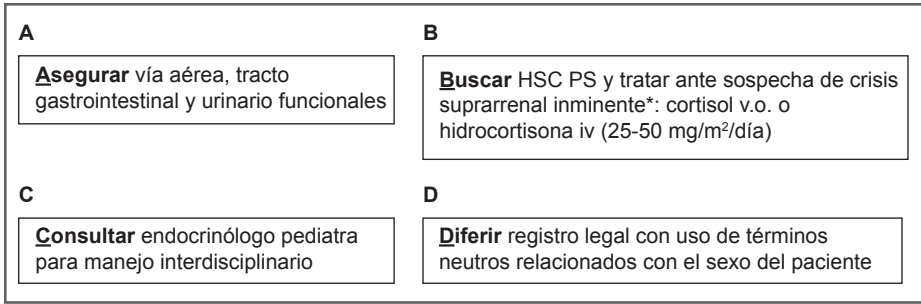 A
Asegurar vía aérea, tracto
gastrointestinal y urinario funcionales
B
Buscar HSC PS y tratar ante sospecha de crisis
suprarrenal inminente*: cortisol v.o. o
hidrocortisona iv (25-50 mg/m²/día)
C
Consultar endocrinólogo pediatra
para manejo interdisciplinario
D
Diferir registro legal con uso de términos
neutros relacionados con el sexo del paciente